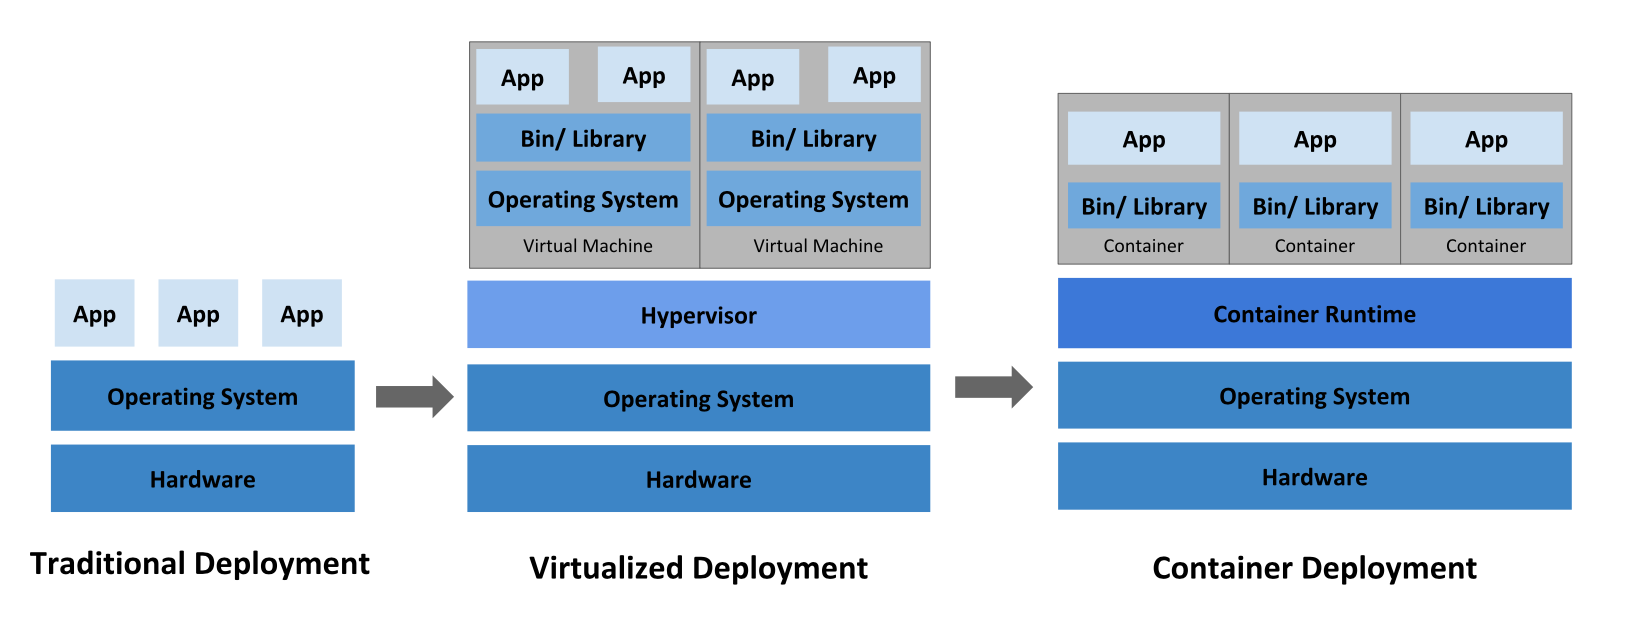 App
App
App
Operating System
Hardware
Traditional Deployment
App
App
App
App
Bin/ Library
Bin/ Library
Operating System
Operating System
Virtual Machine
Virtual Machine
Hypervisor
Operating System
Hardware
Virtualized Deployment
App
App
App
Bin/ Library
Bin/ Library
Bin/ Library
Container
Container
Container
Container Runtime
Operating System
Hardware
Container Deployment